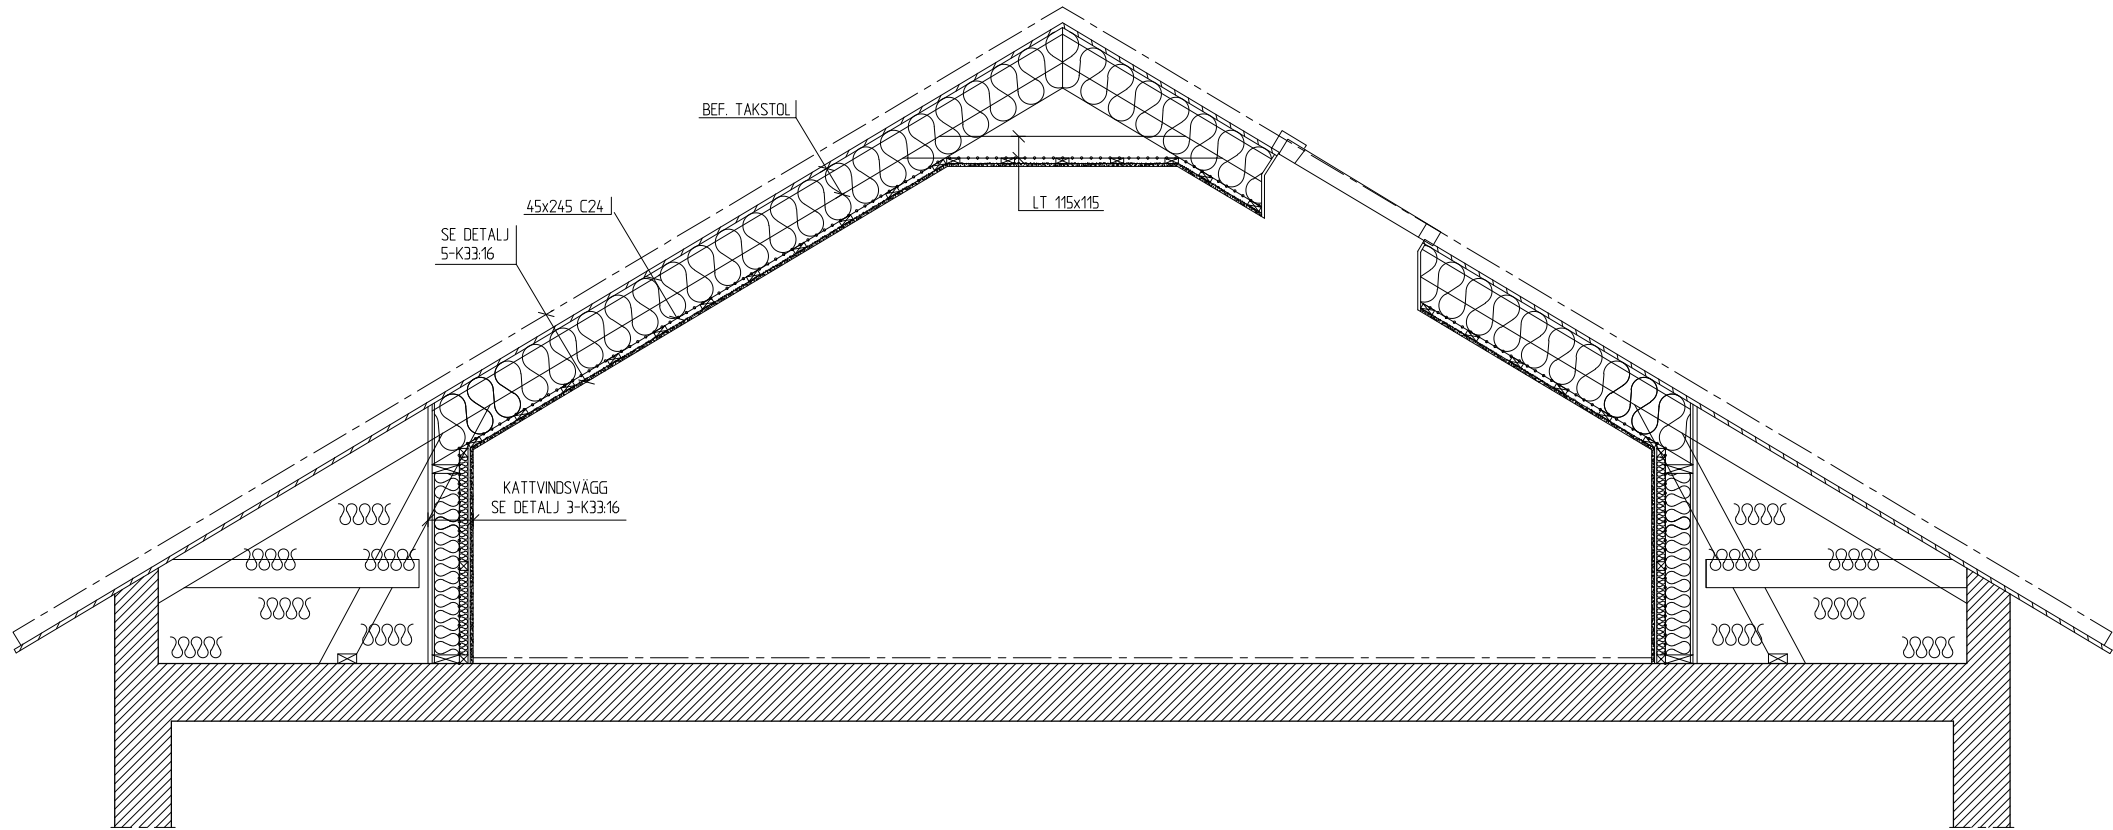 BEF. TAKSTOL
45x245 C24
LT 115x115
SE DETALJ
5-K33:16
KATTVINDSVÄGG
SE DETALJ 3-K33:16